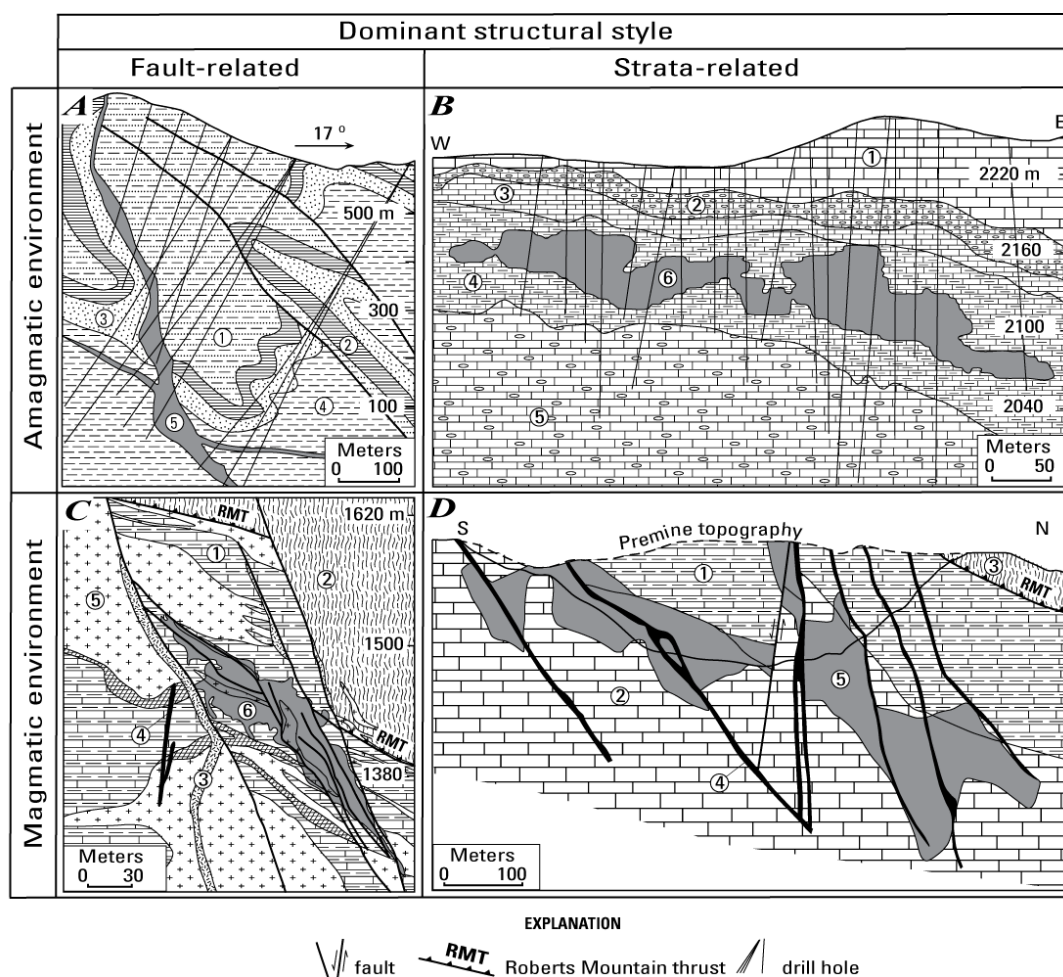 Dominant structural style
Fault-related
Strata-related
Amagmatic environment
Magmatic environment
A
17 °
500 m
300
100
③
①
②
④
⑤
Meters
0 100
B
W
E
①
2220 m
③
②
2160
④
⑥
2100
2040
⑤
Meters
0 50
C
RMT
1620 m
①
②
⑤
1500
⑥
④
RMT
1380
③
Meters
0 30
D
S
N
Premine topography
①
③
RMT
②
⑤
④
Meters
0 100
EXPLANATION
fault
RMT
Roberts Mountain thrust
drill hole